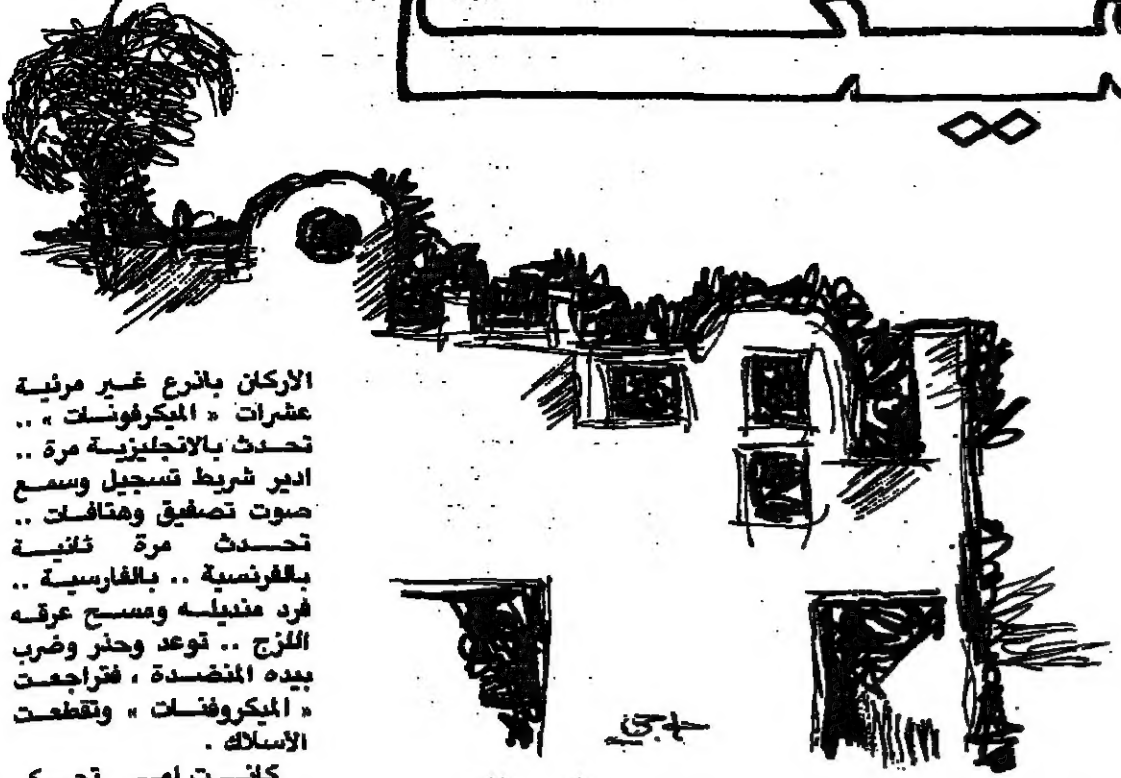 الاركان باذرع غير مرئية
عشرات « الميكرفونات » ..
تحدث بالانجليزية مرة ..
ادير شريط تسجيل وسمع
صوت تصفيق وهتافات ..
تحدث مرة ثانية
بالفرنسية .. بالفارسية ..
فرد منديله ومسح عرقه
اللزج .. توعد وحذر وضرب
بيده المنضدة ، فتراجعت
« الميكروفنات » وتقطعت
الأسلاك .